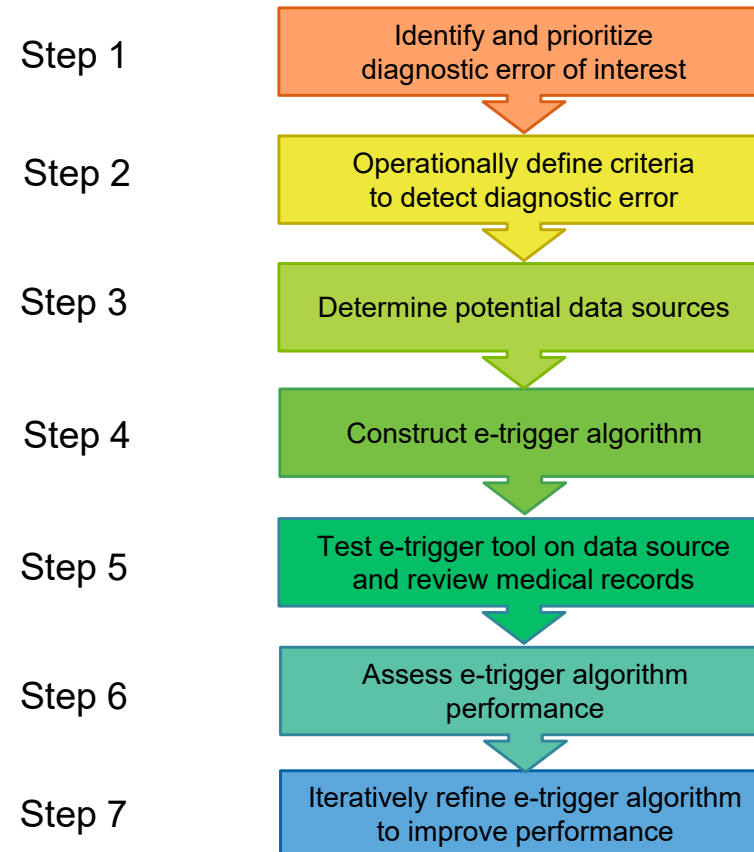 Step 1
Identify and prioritize
diagnostic error of interest
Step 2
Operationally define criteria
to detect diagnostic error
Step 3
Determine potential data sources
Step 4
Construct e-trigger algorithm
Step 5
Test e-trigger tool on data source
and review medical records
Step 6
Assess e-trigger algorithm
performance
Step 7
Iteratively refine e-trigger algorithm
to improve performance